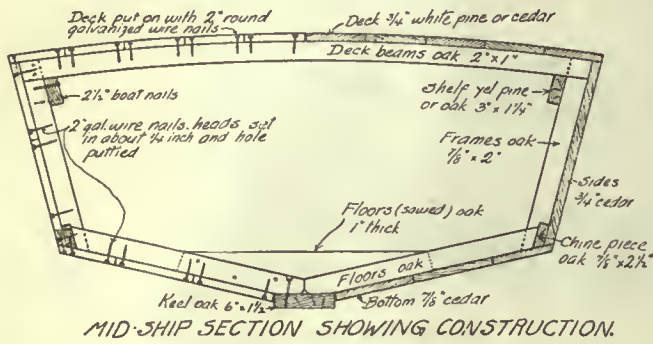 Deck put on with 2" round
galvanized wire nails
Deck 3/4" white pine or cedar
Deck beams oak 2" x 1"
2 1/2" boat nails
Shelf yel pine
or oak 3" x 1 1/4"
2" gal. wire nails. heads set
in about 1/4 inch and hole
puttied
Frames oak
7/8" x 2"
Sides
3/4" cedar
Floors (sawed) oak
1" thick
Chine piece
oak 7/8" x 2 1/2"
Floors oak
Keel oak 6" x 1 1/2"
Bottom 7/8" cedar
MID-SHIP SECTION SHOWING CONSTRUCTION.